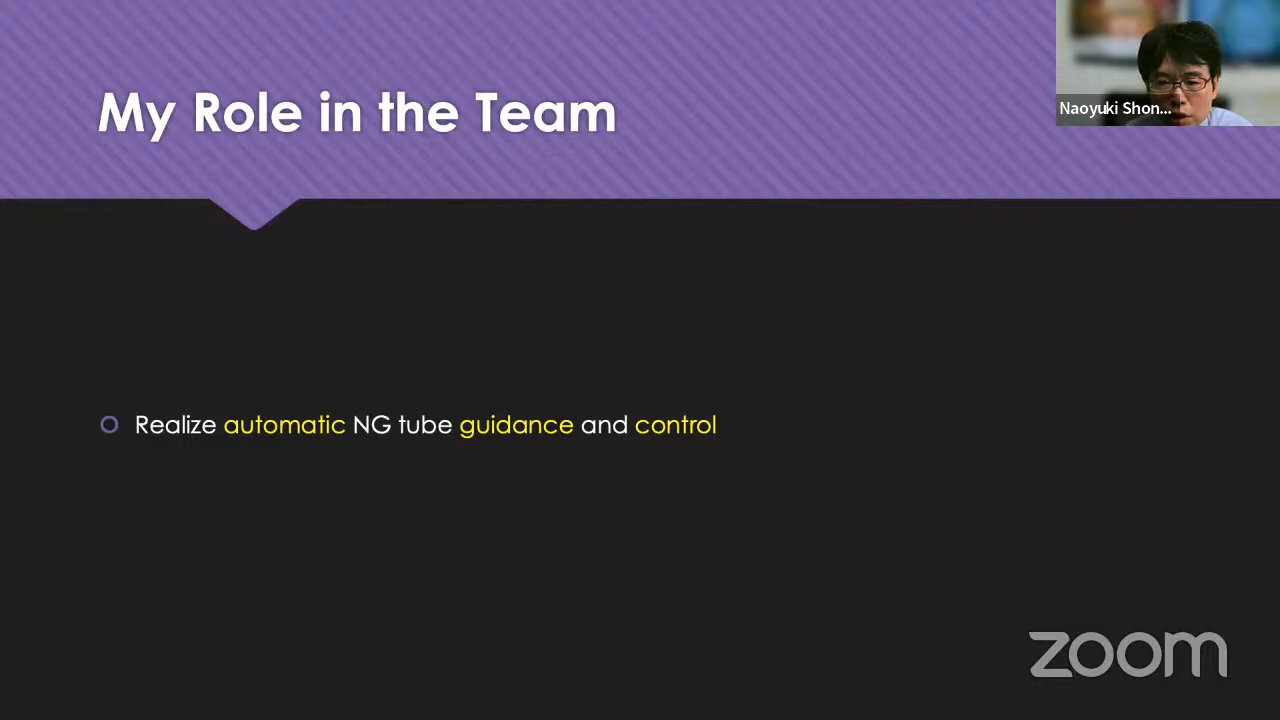 My Role in the Team
Naoyuki Shon...
Realize automatic NG tube guidance and control
zoom